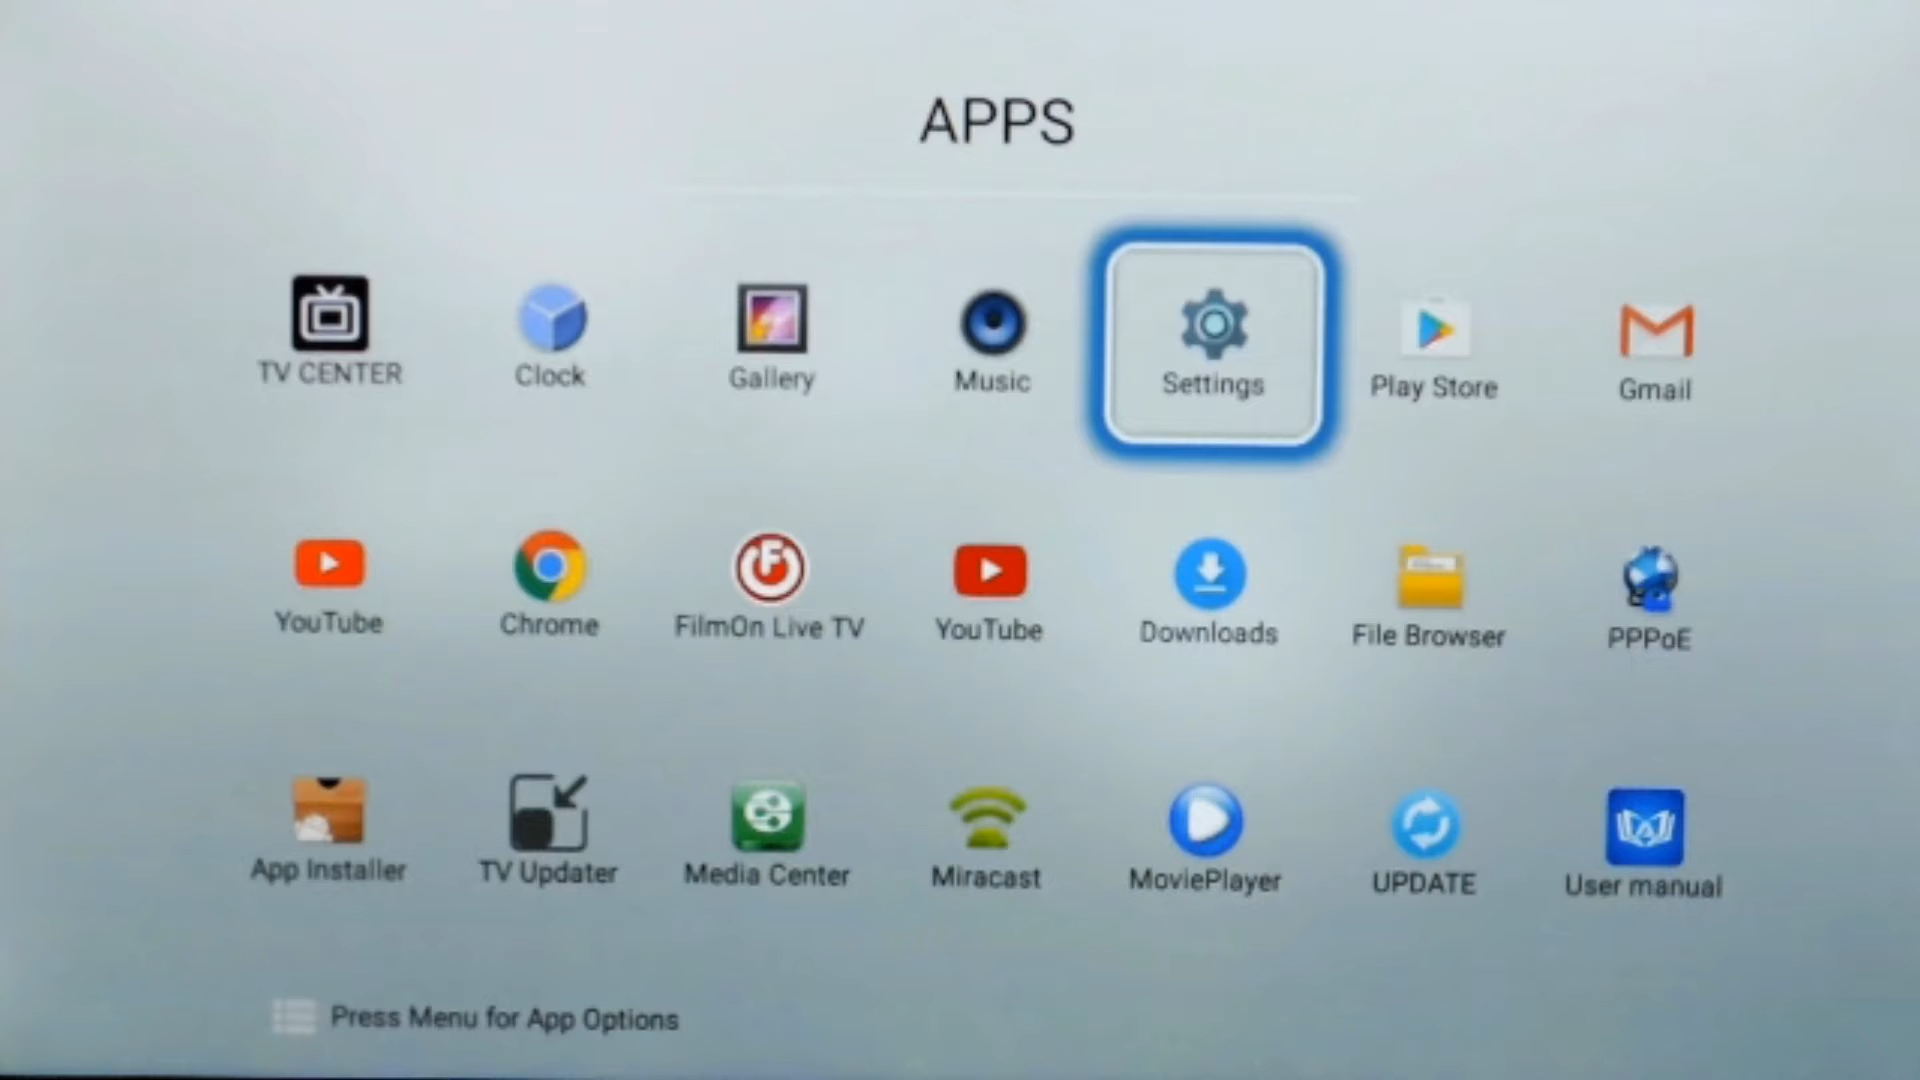 APPS
TV CENTER Clock Gallery Music Settings Play Store Gmail
YouTube Chrome FilmOn Live TV YouTube Downloads File Browser PPPoE
App Installer TV Updater Media Center Miracast MoviePlayer UPDATE User manual
Press Menu for App Options